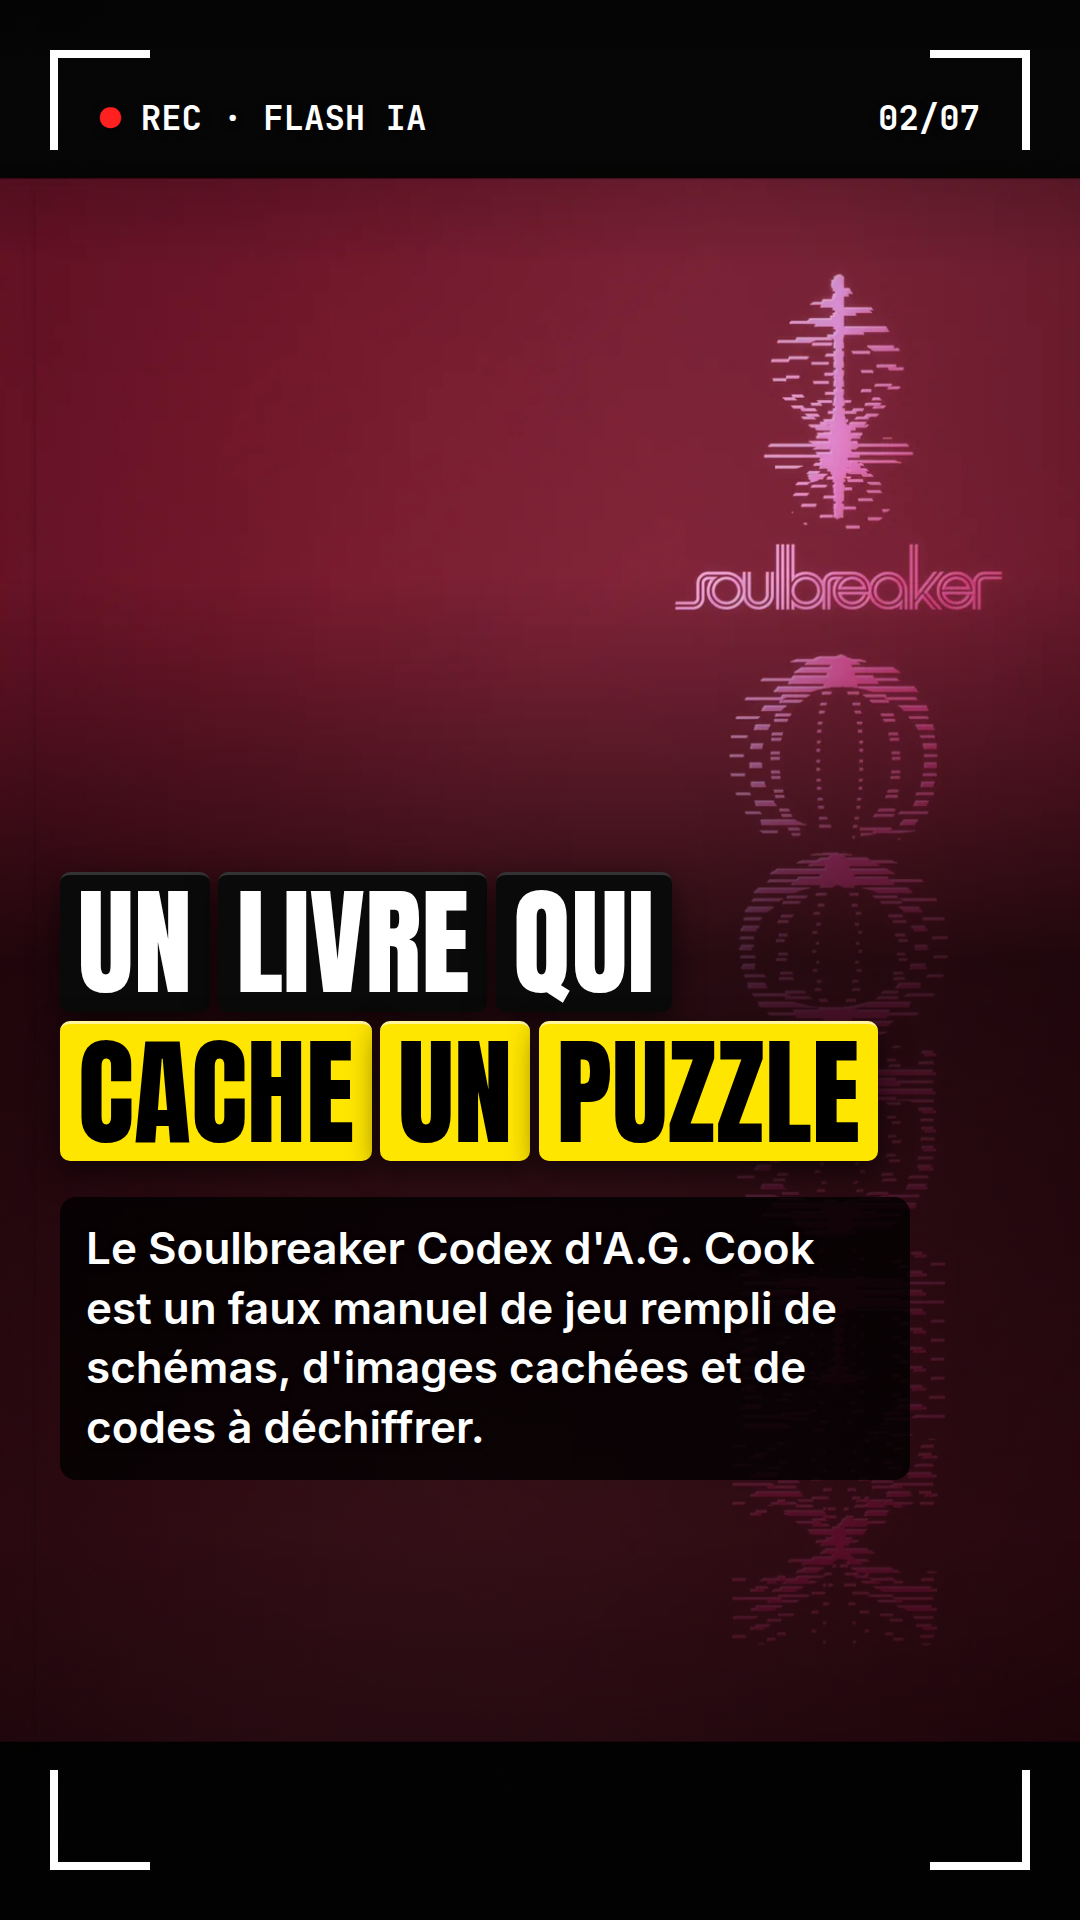 REC · FLASH IA
02/07
soulbreaker
UN LIVRE QUI
CACHE UN PUZZLE
Le Soulbreaker Codex d'A.G. Cook
est un faux manuel de jeu rempli de
schémas, d'images cachées et de
codes à déchiffrer.